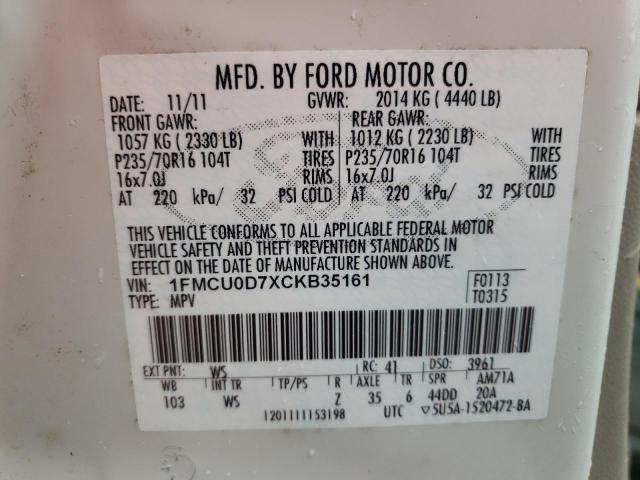 MFD. BY FORD MOTOR CO.
DATE: 11/11 GVWR: 2014 KG ( 4440 LB)
FRONT GAWR: REAR GAWR:
1057 KG ( 2330 LB) WITH 1012 KG ( 2230 LB) WITH
P235/70R16 104T TIRES P235/70R16 104T TIRES
16x7.0J RIMS 16x7.0J RIMS
AT 220 kPa/ 32 PSI COLD AT 220 kPa/ 32 PSI COLD
THIS VEHICLE CONFORMS TO ALL APPLICABLE FEDERAL MOTOR
VEHICLE SAFETY AND THEFT PREVENTION STANDARDS IN
EFFECT ON THE DATE OF MANUFACTURE SHOWN ABOVE.
VIN: 1FMCU0D7XCKB35161 F0113
TYPE: MPV T0315
EXT PNT: WS RC: 41 DSO: 3961
WB INT TR TP/PS R AXLE TR SPR AM71A
103 WS Z 35 6 44DD 20A
1201111153198 UTC ▽5U5A-1520472-BA